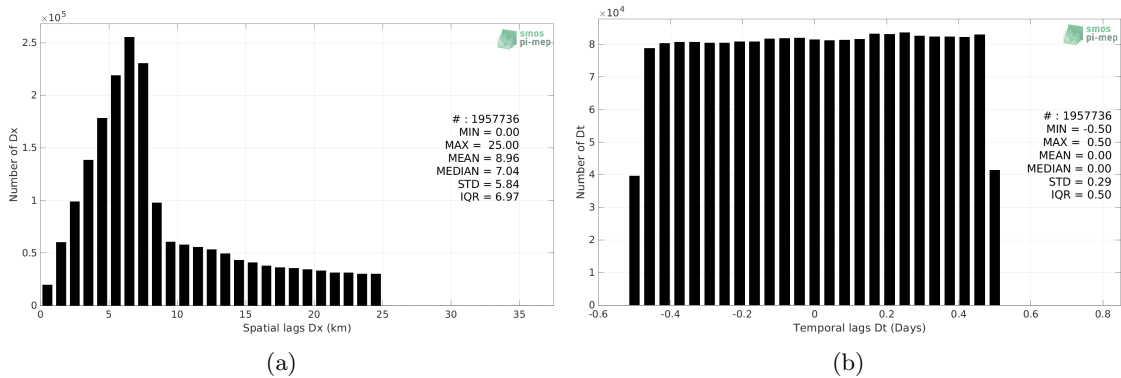 ×10⁵
2.5
2
1.5
1
0.5
0
0 5 10 15 20 25 30 35
Number of Dx
Spatial lags Dx (km)
smos
pi-mep
# : 1957736
MIN = 0.00
MAX = 25.00
MEAN = 8.96
MEDIAN = 7.04
STD = 5.84
IQR = 6.97
(a)
×10⁴
8
7
6
5
4
3
2
1
0
-0.6 -0.4 -0.2 0 0.2 0.4 0.6 0.8
Number of Dt
Temporal lags Dt (Days)
smos
pi-mep
# : 1957736
MIN = -0.50
MAX = 0.50
MEAN = 0.00
MEDIAN = 0.00
STD = 0.29
IQR = 0.50
(b)